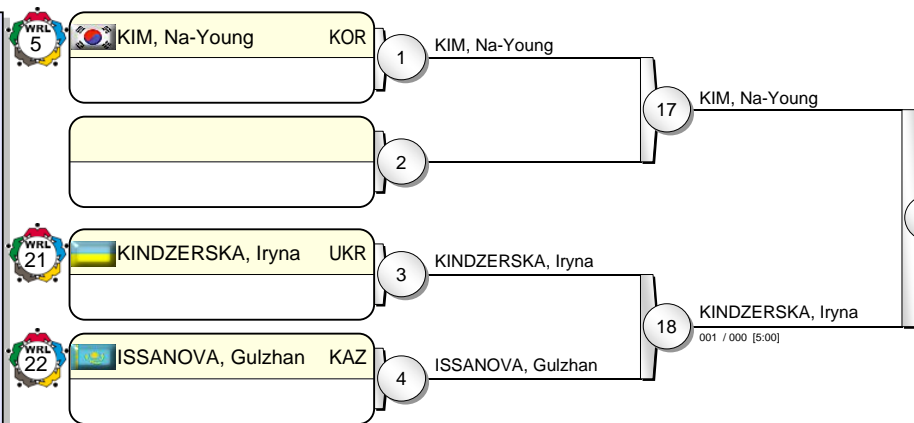 WRL
5
KIM, Na-Young KOR
1
KIM, Na-Young
2
17
KIM, Na-Young
WRL
21
KINDZERSKA, Iryna UKR
3
KINDZERSKA, Iryna
WRL
22
ISSANOVA, Gulzhan KAZ
4
ISSANOVA, Gulzhan
18
KINDZERSKA, Iryna
001 / 000 [5:00]